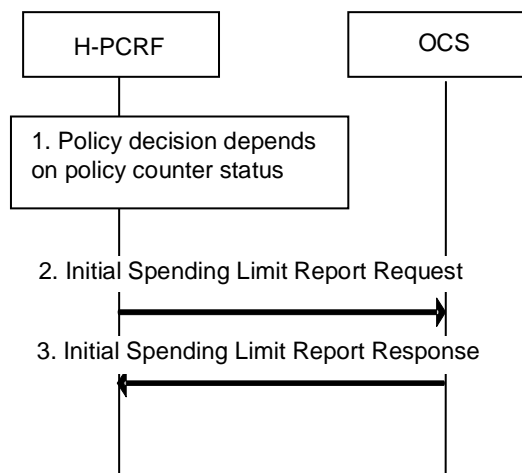 H-PCRF
OCS
1. Policy decision depends
on policy counter status
2. Initial Spending Limit Report Request
3. Initial Spending Limit Report Response